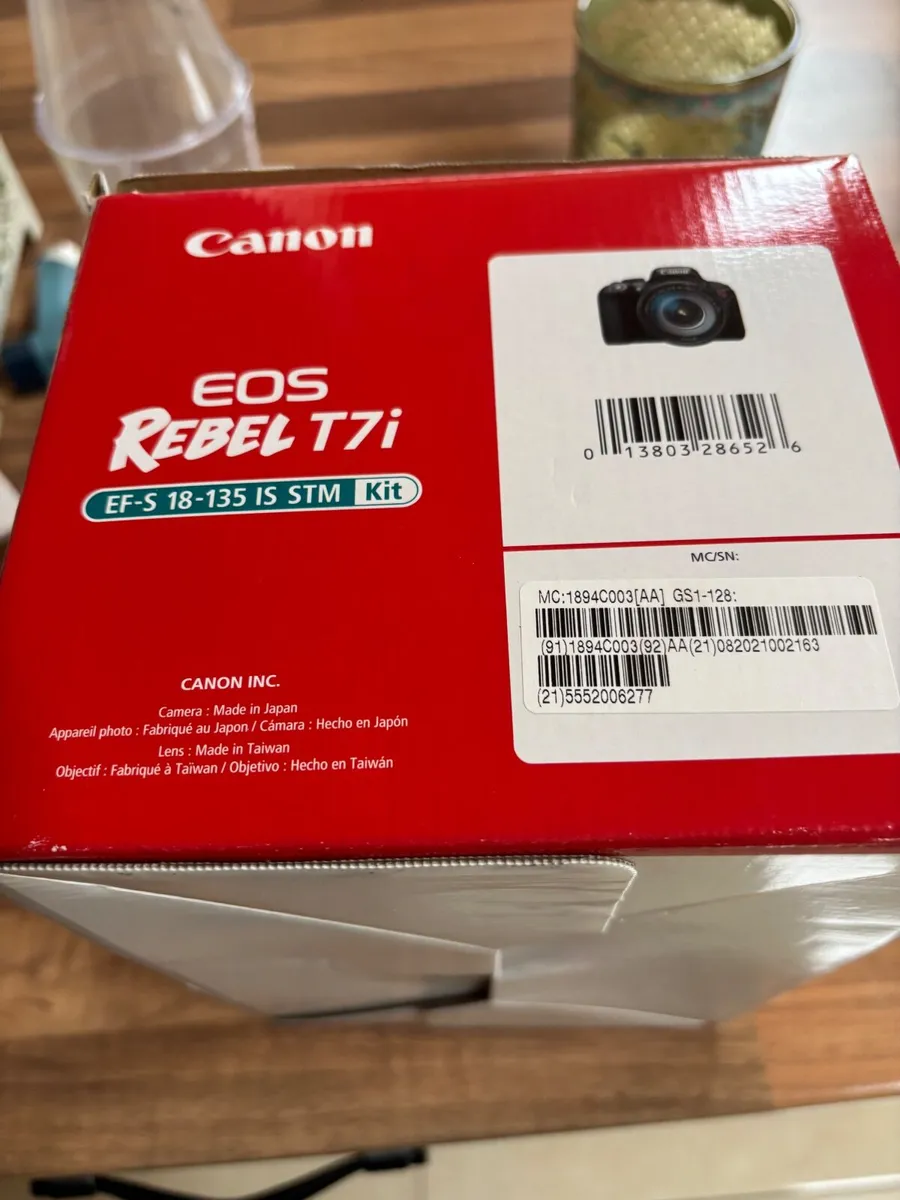 Canon
EOS
REBEL T7i
EF-S 18-135 IS STM Kit
CANON INC.
Camera : Made in Japan
Appareil photo : Fabriqué au Japon / Cámara : Hecho en Japón
Lens : Made in Taiwan
Objectif : Fabriqué à Taïwan / Objetivo : Hecho en Taiwán
Canon
0 13803 28652 6
MC/SN:
MC:1894C003[AA] GS1-128:
(91)1894C003(92)AA(21)082021002163
(21)5552006277